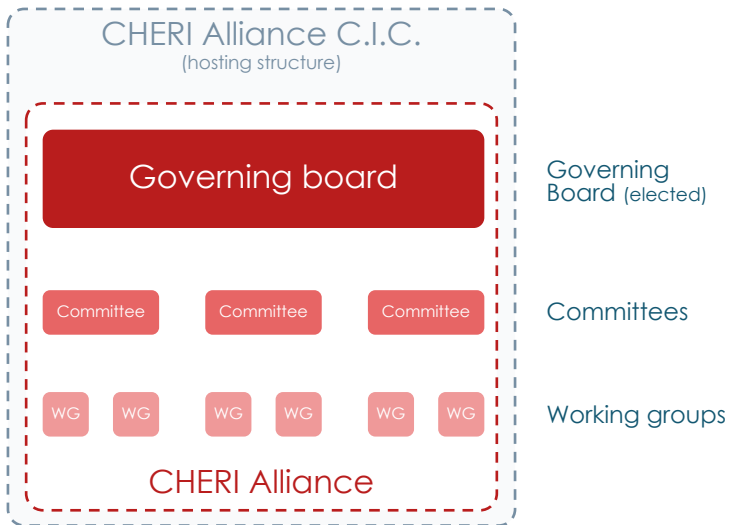 CHERI Alliance C.I.C.
(hosting structure)
Governing board
Governing
Board (elected)
Committee Committee Committee
Committees
WG WG WG WG WG WG
Working groups
CHERI Alliance